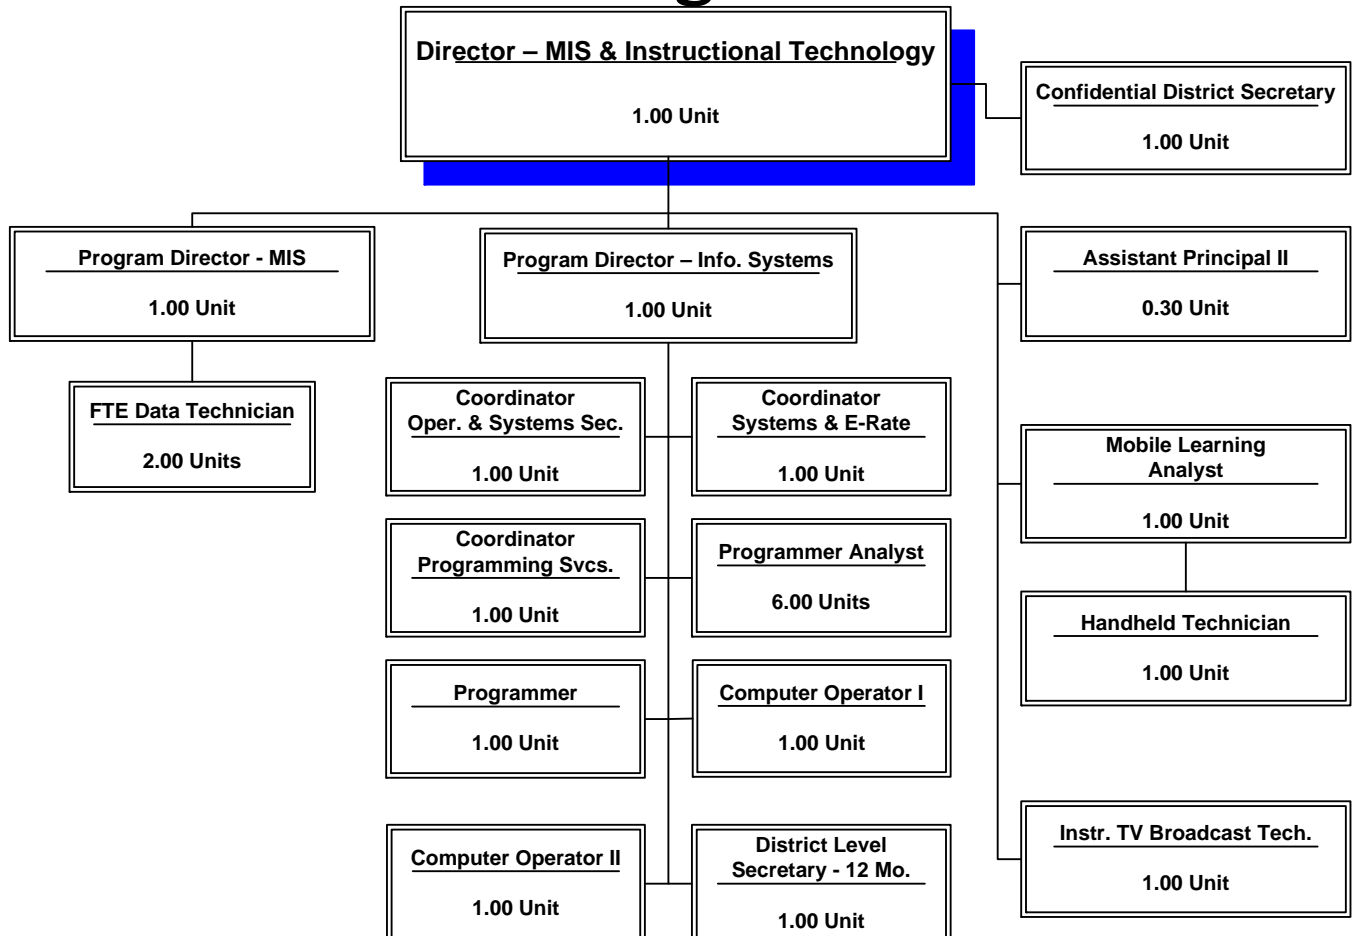 Director – MIS & Instructional Technology
1.00 Unit
Confidential District Secretary
1.00 Unit
Program Director - MIS
1.00 Unit
Program Director – Info. Systems
1.00 Unit
Assistant Principal II
0.30 Unit
FTE Data Technician
2.00 Units
Coordinator
Oper. & Systems Sec.
1.00 Unit
Coordinator
Systems & E-Rate
1.00 Unit
Mobile Learning
Analyst
1.00 Unit
Coordinator
Programming Svcs.
1.00 Unit
Programmer Analyst
6.00 Units
Handheld Technician
1.00 Unit
Programmer
1.00 Unit
Computer Operator I
1.00 Unit
Computer Operator II
1.00 Unit
District Level
Secretary - 12 Mo.
1.00 Unit
Instr. TV Broadcast Tech.
1.00 Unit